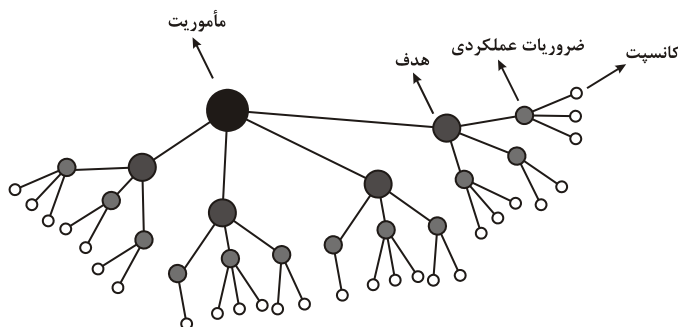 مأموریت
هدف
ضروریات عملکردی
کانسپت